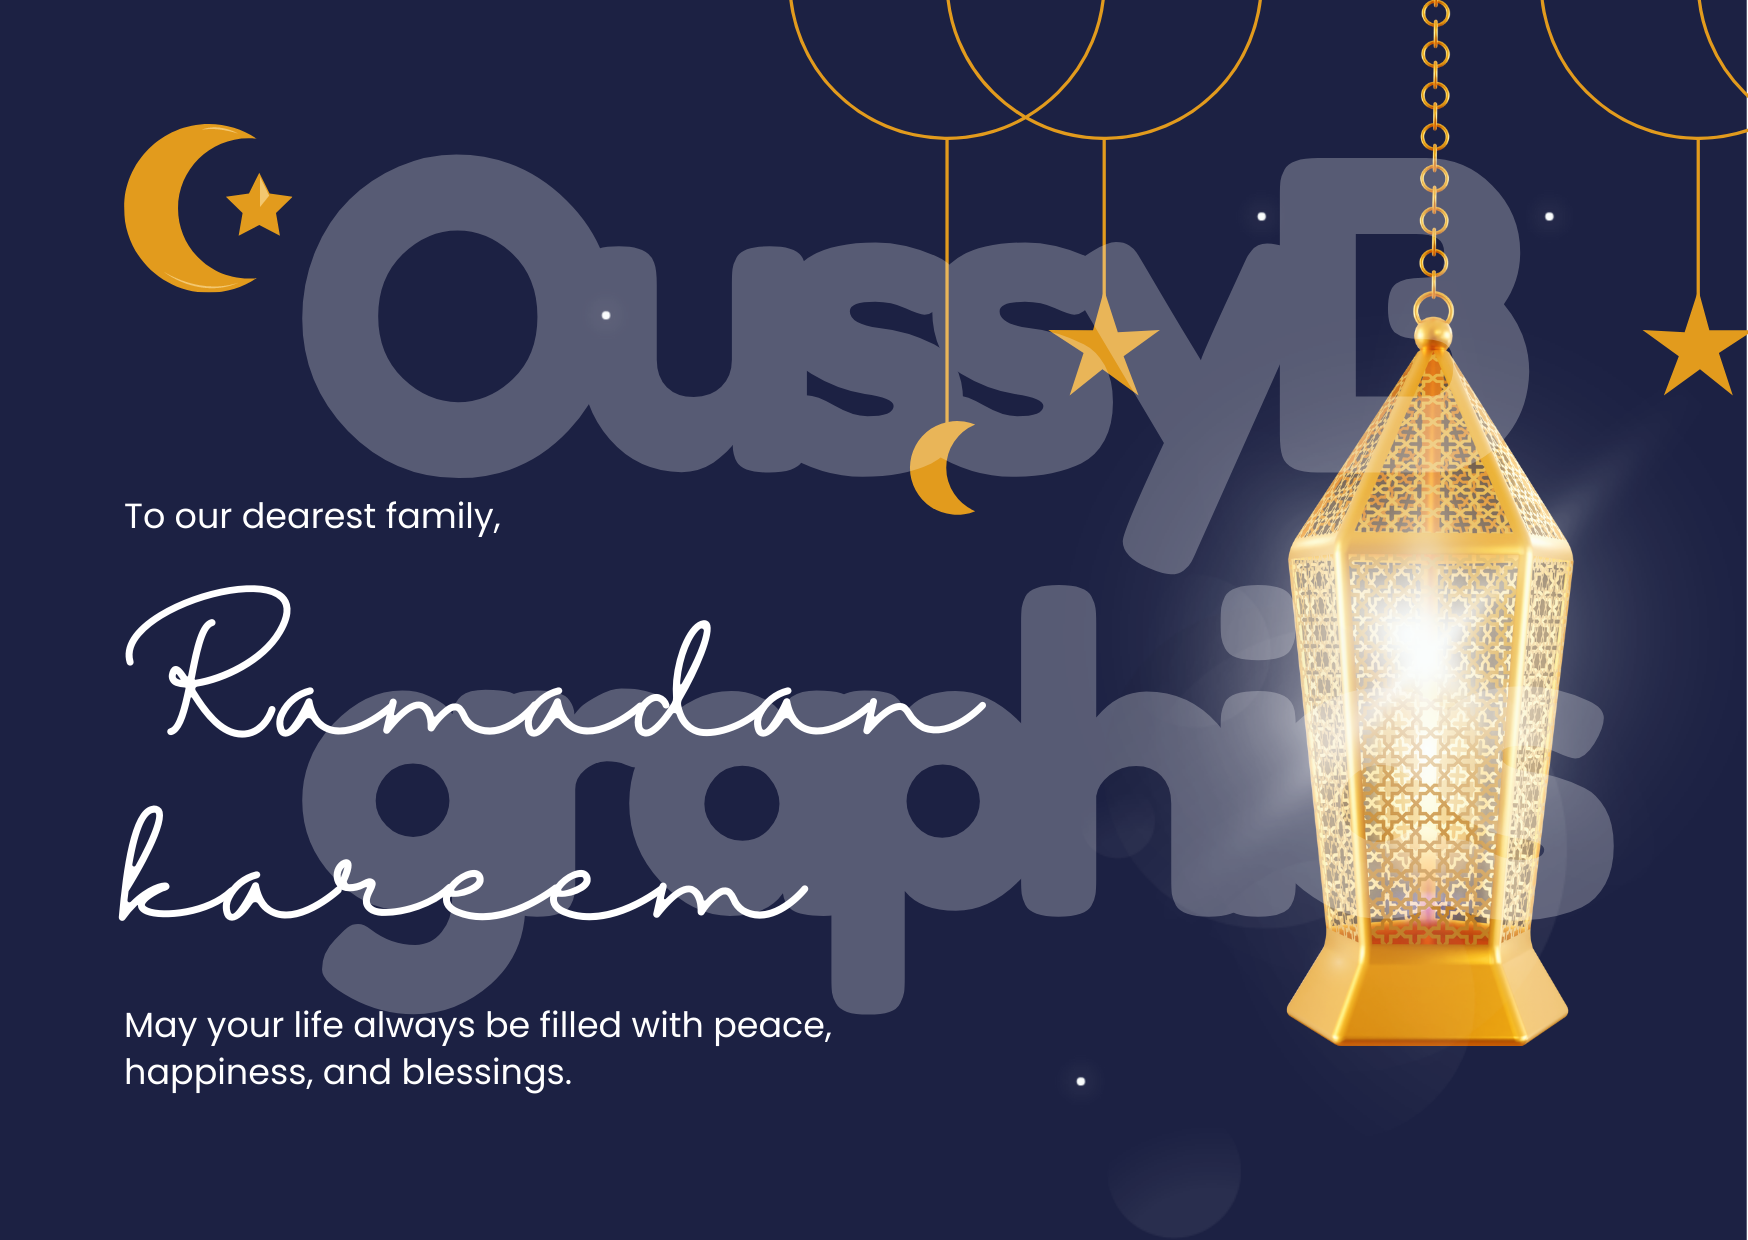 OussyB
To our dearest family,
Ramadan
graphics
kareem
May your life always be filled with peace,
happiness, and blessings.